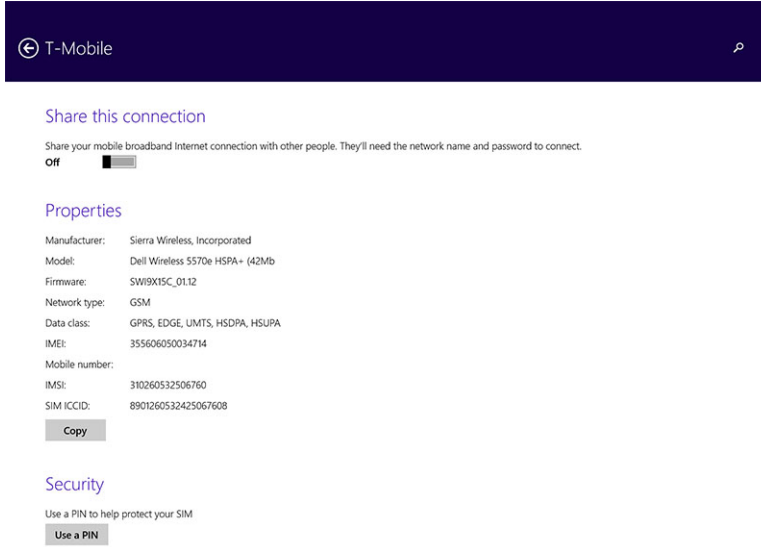 T-Mobile
Share this connection
Share your mobile broadband Internet connection with other people. They'll need the network name and password to connect.
Off
Properties
Manufacturer: Sierra Wireless, Incorporated
Model: Dell Wireless 5570e HSPA+ (42Mb
Firmware: SWI9X15C_01.12
Network type: GSM
Data class: GPRS, EDGE, UMTS, HSDPA, HSUPA
IMEI: 355606050034714
Mobile number:
IMSI: 310260532506760
SIM ICCID: 8901260532425067608
Copy
Security
Use a PIN to help protect your SIM
Use a PIN